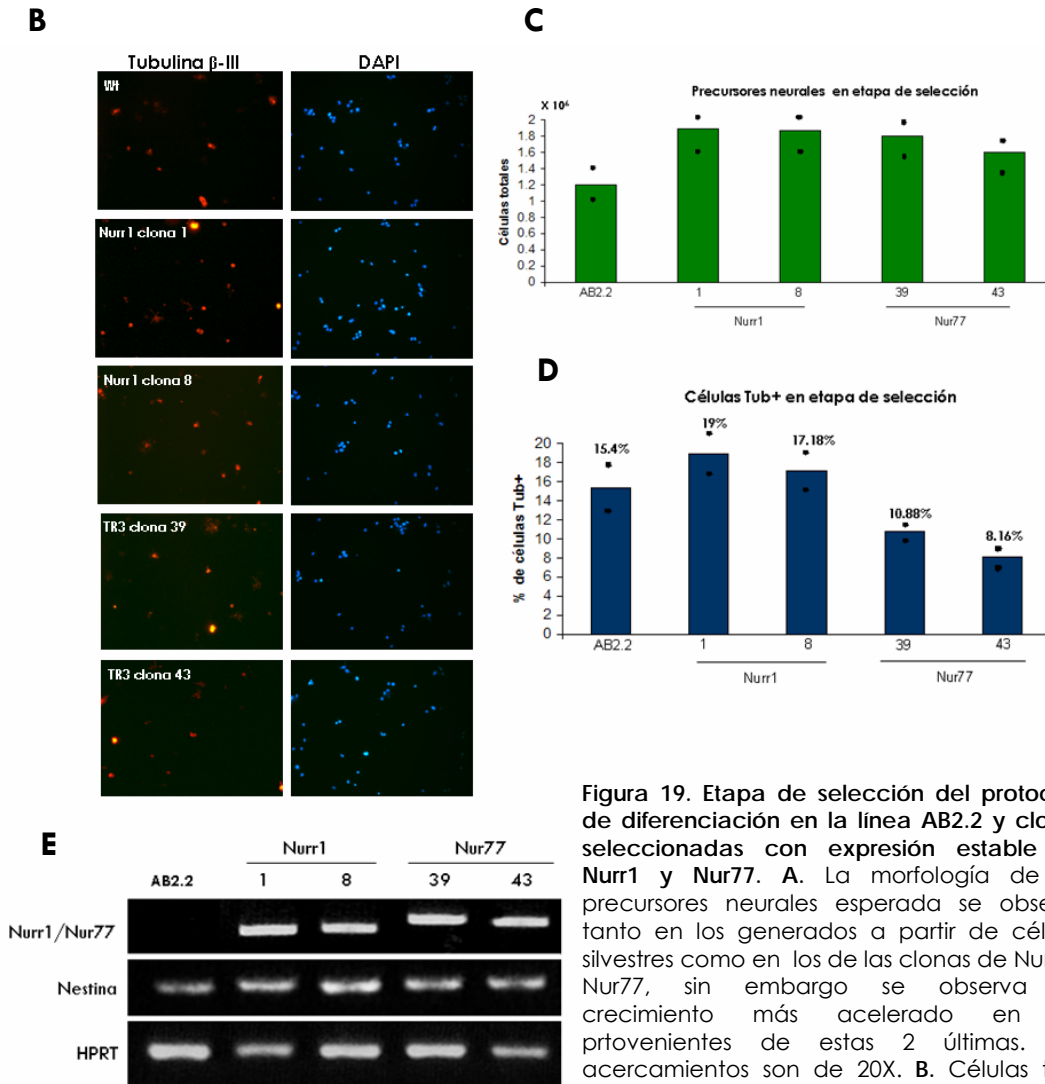 B
Tubulina β-III DAPI
Wt
Nurr1 clona 1
Nurr1 clona 8
TR3 clona 39
TR3 clona 43
C
Precursores neurales en etapa de selección
X 10⁶
Células totales
2
1.8
1.6
1.4
1.2
1
0.8
0.6
0.4
0.2
0
AB2.2 1 8 39 43
Nurr1 Nur77
D
Células Tub+ en etapa de selección
% de células Tub+
20
18
16
14
12
10
8
6
4
2
0
15.4% 19% 17.18% 10.88% 8.16%
AB2.2 1 8 39 43
Nurr1 Nur77
E
Nurr1 Nur77
AB2.2 1 8 39 43
Nurr1/Nur77
Nestina
HPRT
Figura 19. Etapa de selección del protoc
de diferenciación en la línea AB2.2 y clo
seleccionadas con expresión estable
Nurr1 y Nur77. A. La morfología de
precursores neurales esperada se obse
tanto en los generados a partir de cél
silvestres como en los de las clonas de Nur
Nur77, sin embargo se observa
crecimiento más acelerado en
prtovenientes de estas 2 últimas.
acercamientos son de 20X. B. Células t